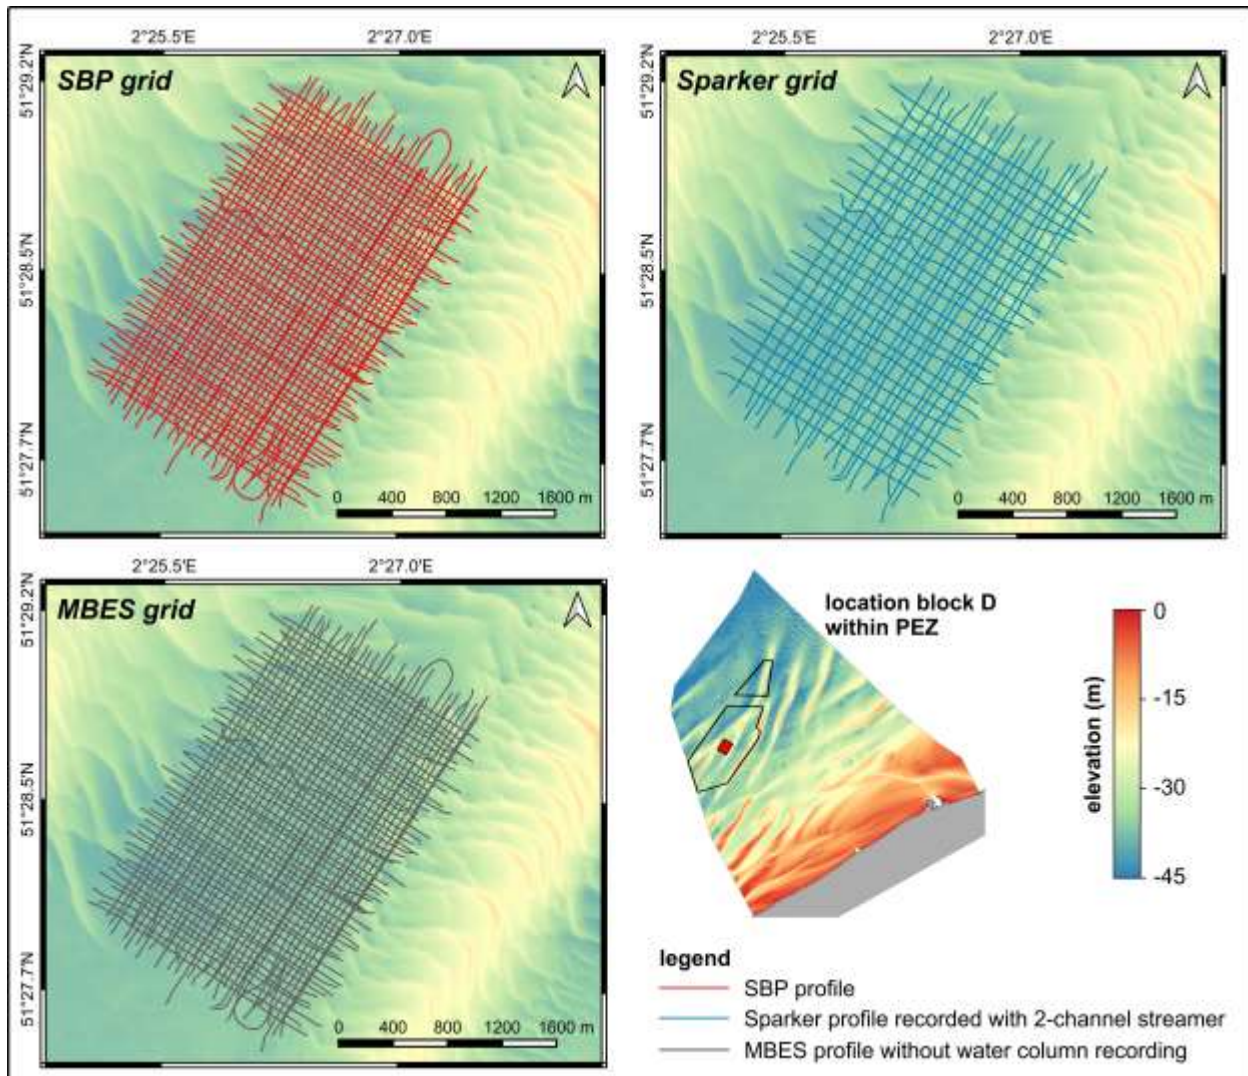 2°25.5'E 2°27.0'E
SBP grid
51°29.2'N
51°28.5'N
51°27.7'N
0 400 800 1200 1600 m
2°25.5'E 2°27.0'E
Sparker grid
51°29.2'N
51°28.5'N
51°27.7'N
0 400 800 1200 1600 m
2°25.5'E 2°27.0'E
MBES grid
51°29.2'N
51°28.5'N
51°27.7'N
0 400 800 1200 1600 m
location block D
within PEZ
elevation (m)
0
-15
-30
-45
legend
SBP profile
Sparker profile recorded with 2-channel streamer
MBES profile without water column recording